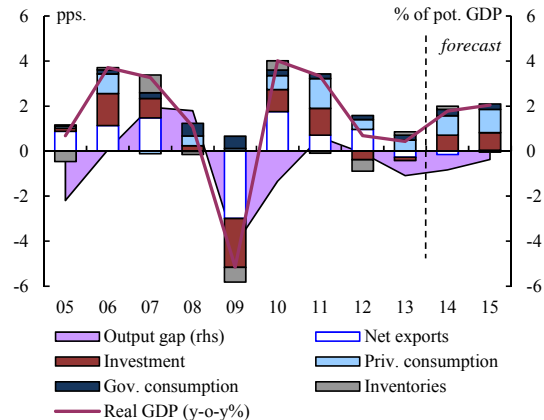 pps.
% of pot. GDP
forecast
6 6
4 4
2 2
0 0
-2 -2
-4 -4
-6 -6
05 06 07 08 09 10 11 12 13 14 15
Output gap (rhs) Net exports
Investment Priv. consumption
Gov. consumption Inventories
Real GDP (y-o-y%)